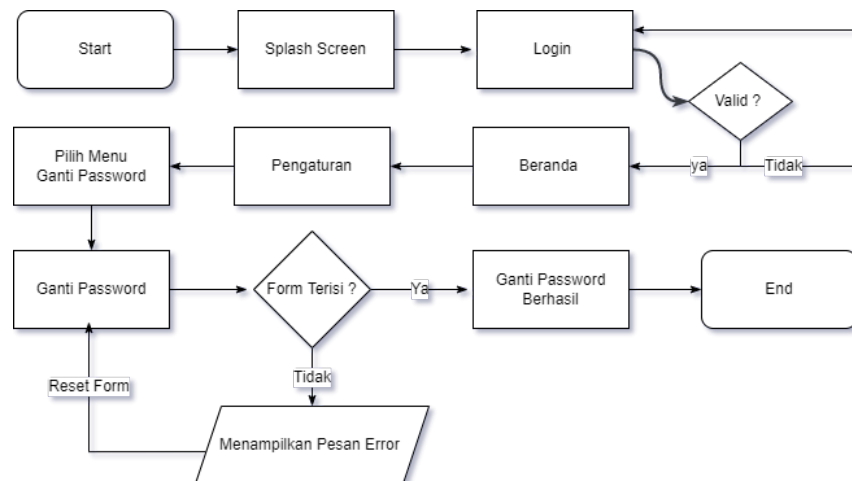 Start
Splash Screen
Login
Valid ?
Pilih Menu
Ganti Password
Pengaturan
Beranda
ya
Tidak
Ganti Password
Form Terisi ?
Ya
Ganti Password
Berhasil
End
Tidak
Reset Form
Menampilkan Pesan Error